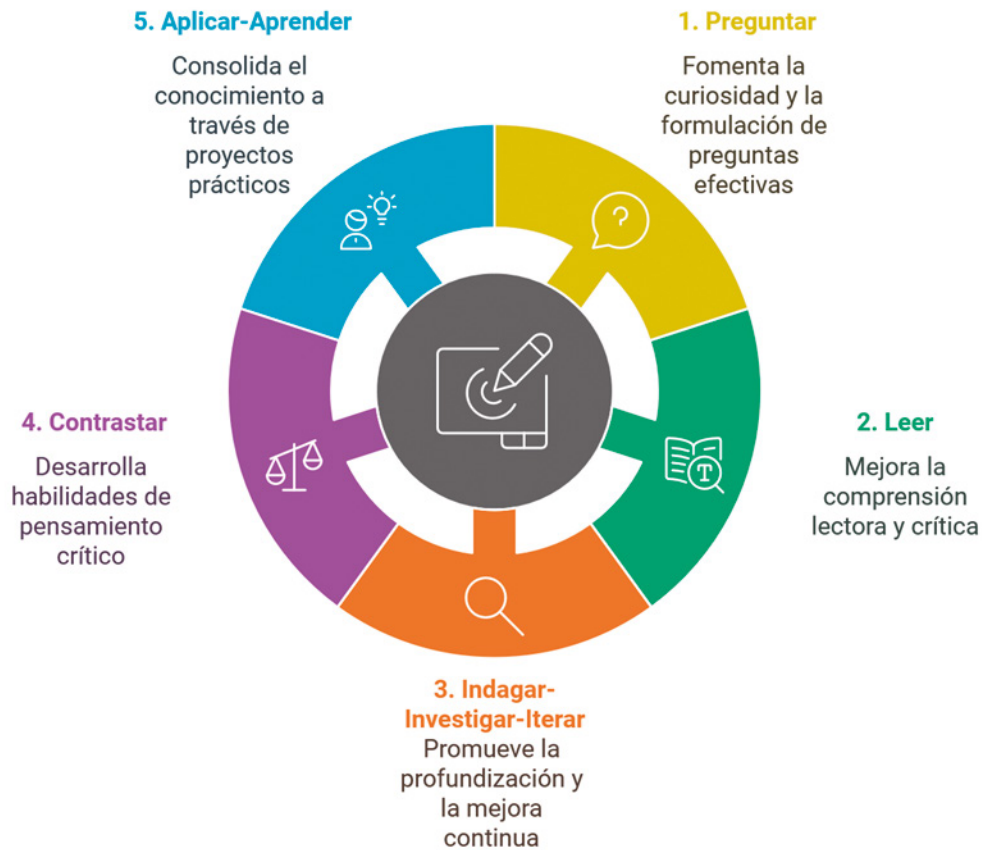 1. Preguntar
Fomenta la
curiosidad y la
formulación de
preguntas
efectivas
2. Leer
Mejora la
comprensión
lectora y crítica
3. Indagar-
Investigar-Iterar
Promueve la
profundización y
la mejora
continua
4. Contrastar
Desarrolla
habilidades de
pensamiento
crítico
5. Aplicar-Aprender
Consolida el
conocimiento a
través de
proyectos
prácticos
?
T